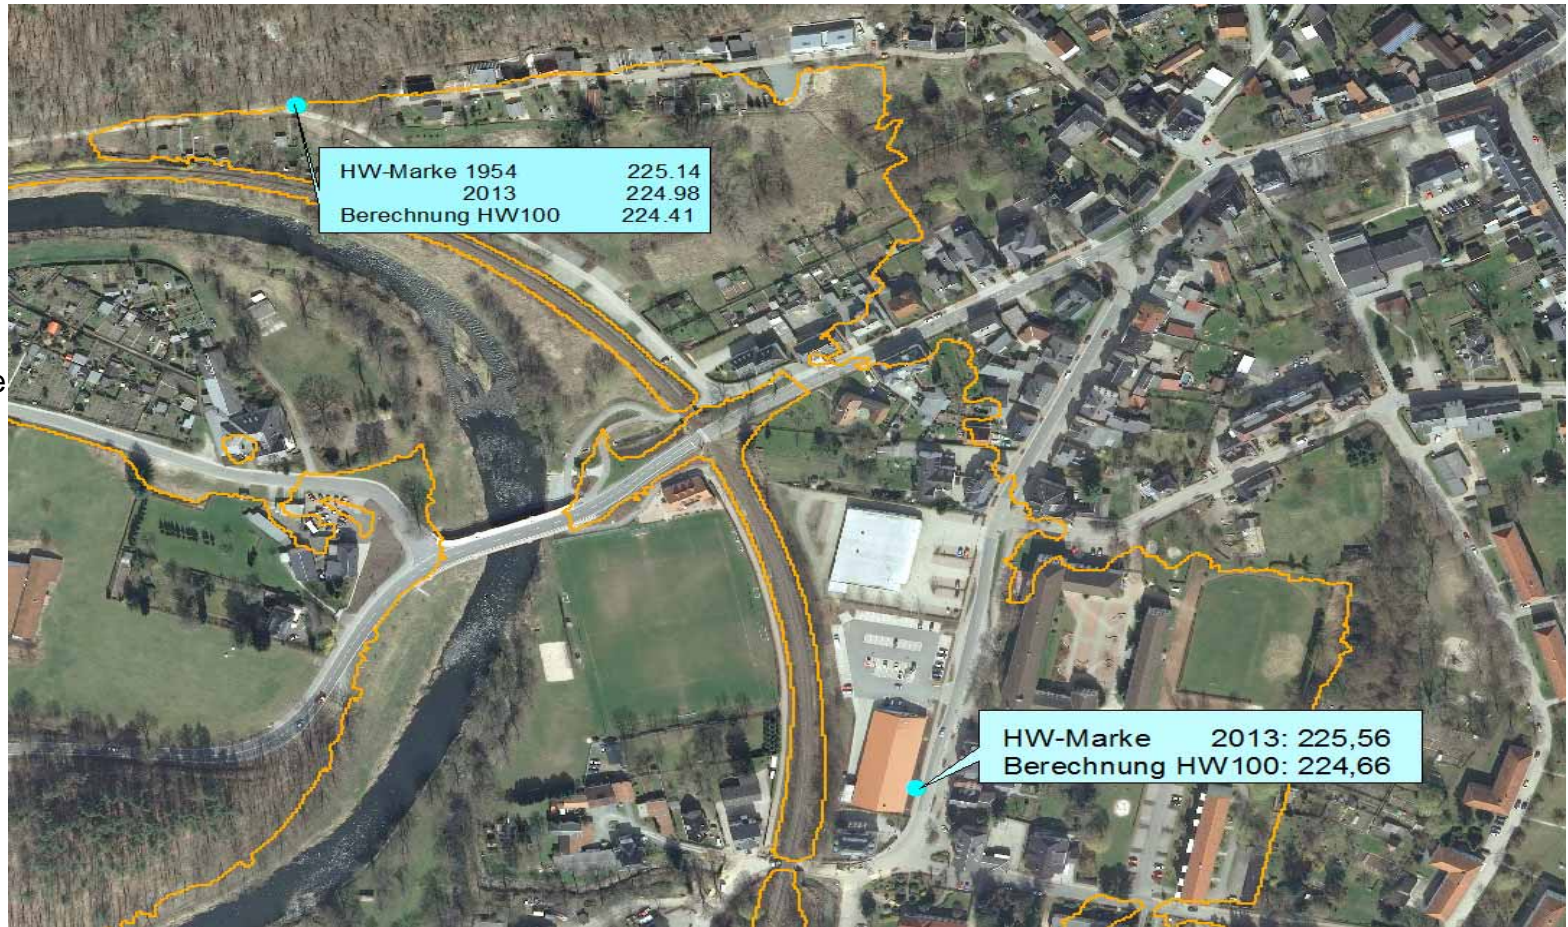 HW-Marke 1954 225.14
2013 224.98
Berechnung HW100 224.41
e
HW-Marke 2013: 225,56
Berechnung HW100: 224,66